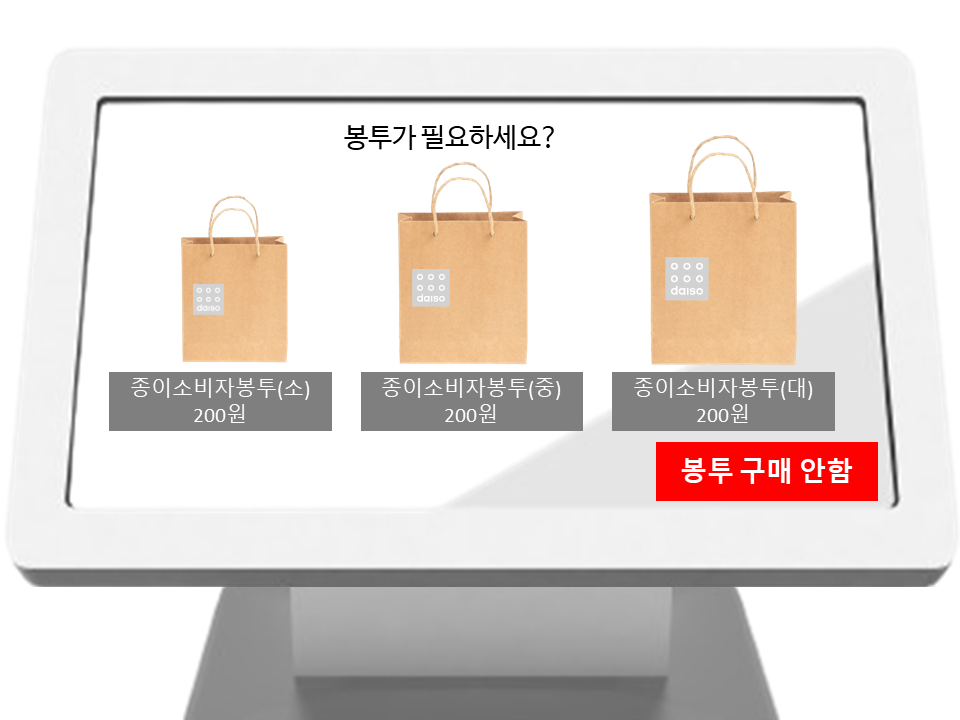 봉투가 필요하세요?
daiso
daiso
daiso
종이소비자봉투(소)
200원
종이소비자봉투(중)
200원
종이소비자봉투(대)
200원
봉투 구매 안함